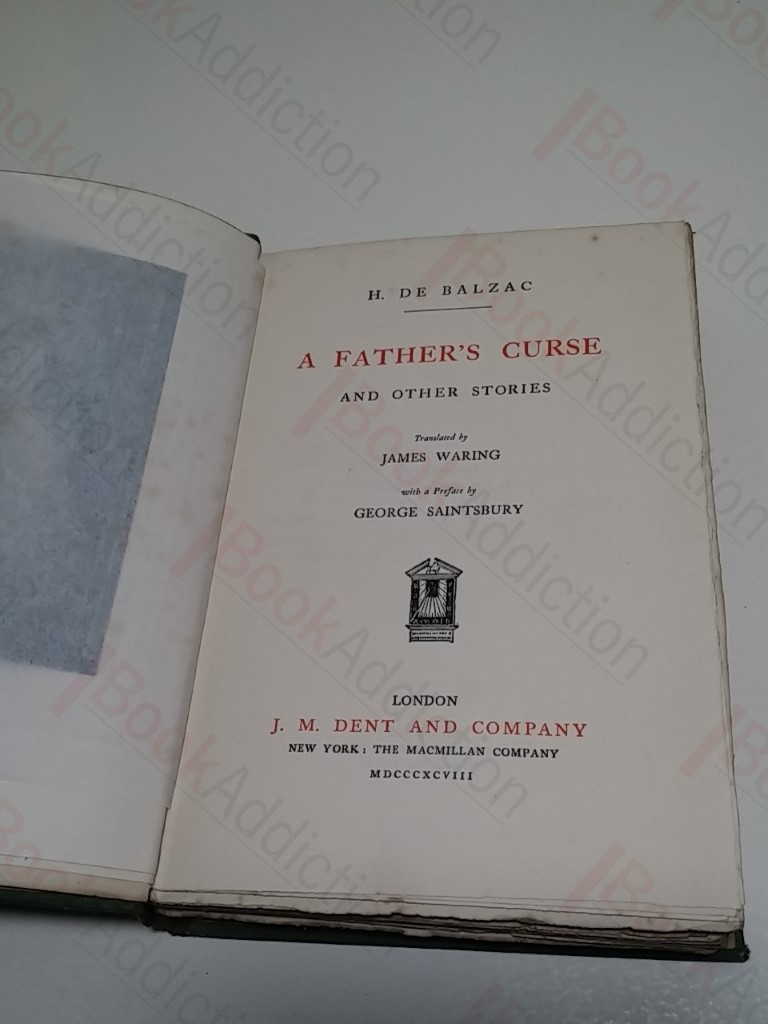 H. DE BALZAC
A FATHER'S CURSE
AND OTHER STORIES
Translated by
JAMES WARING
with a Preface by
GEORGE SAINTSBURY
LONDON
J. M. DENT AND COMPANY
NEW YORK: THE MACMILLAN COMPANY
MDCCCXCVIII
BookAddiction